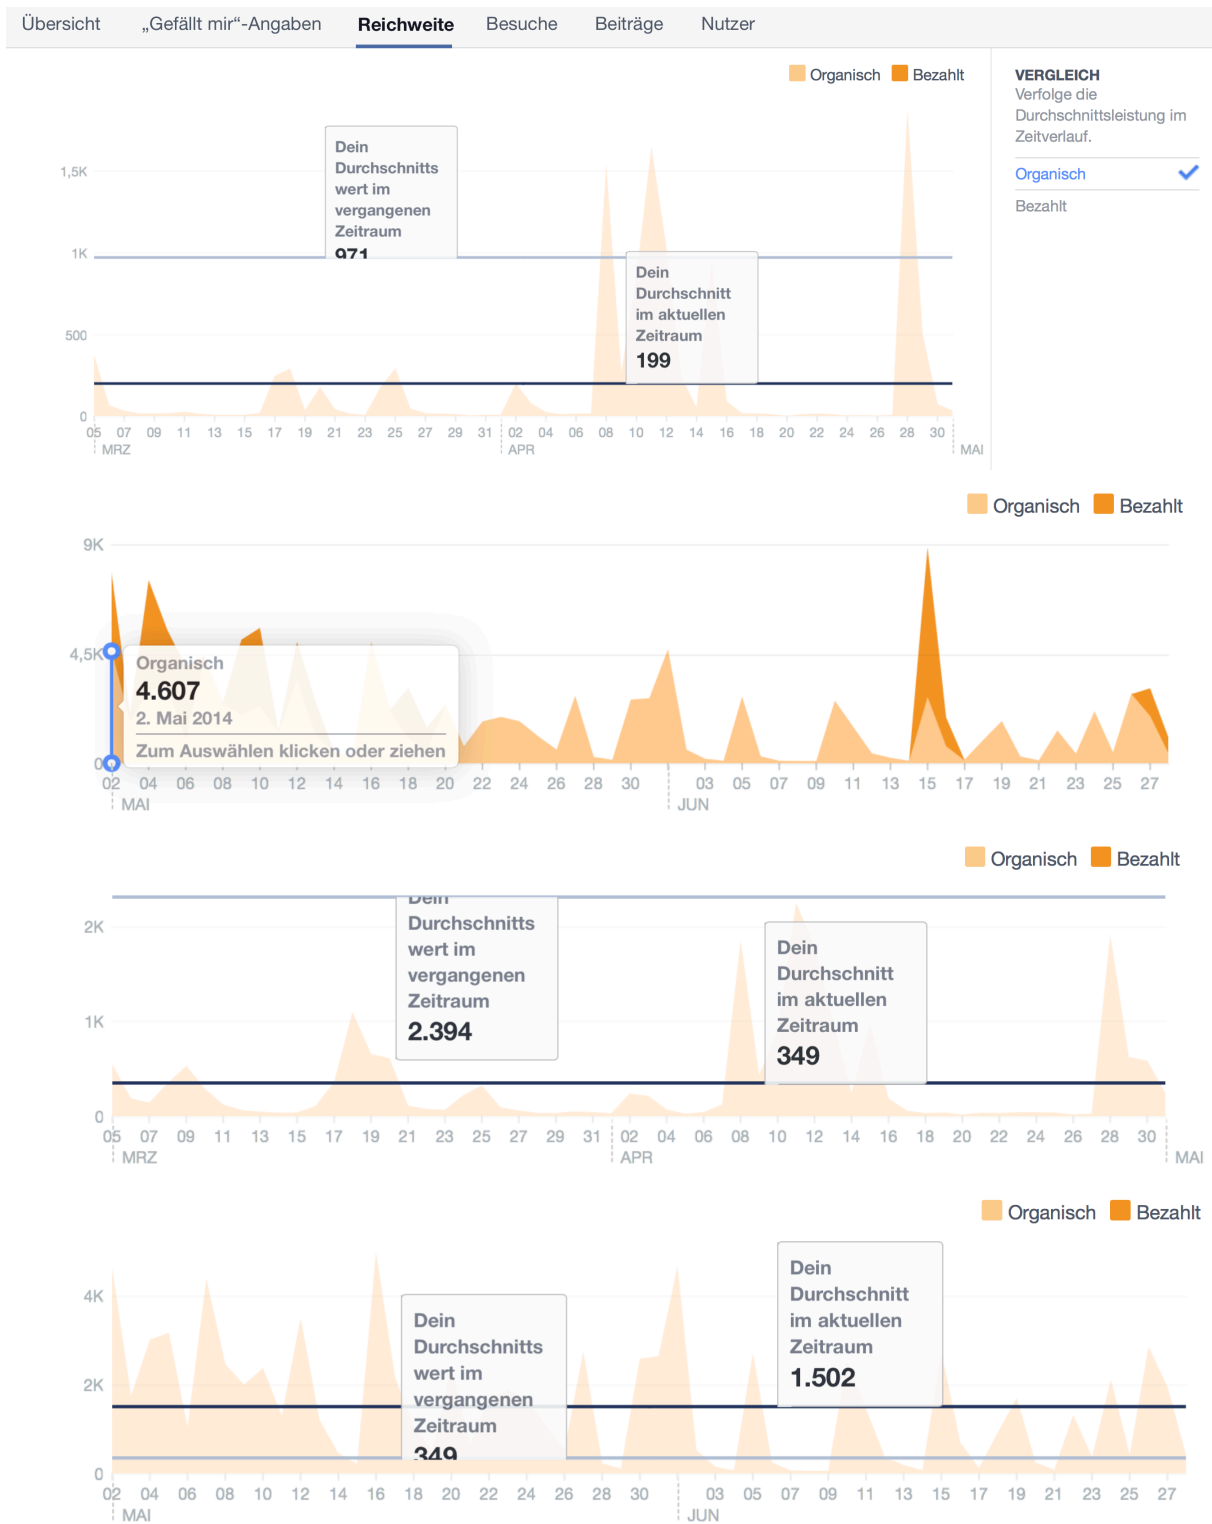 Übersicht „Gefällt mir“-Angaben Reichweite Besuche Beiträge Nutzer
Organisch Bezahlt
VERGLEICH
Verfolge die
Durchschnittsleistung im
Zeitverlauf.
Organisch
Bezahlt
Dein
Durchschnitts
wert im
vergangenen
Zeitraum
971
Dein
Durchschnitt
im aktuellen
Zeitraum
199
1,5K
1K
500
0
05 07 09 11 13 15 17 19 21 23 25 27 29 31 02 04 06 08 10 12 14 16 18 20 22 24 26 28 30
MRZ APR MAI
Organisch Bezahlt
9K
4,5K
0
Organisch
4.607
2. Mai 2014
Zum Auswählen klicken oder ziehen
02 04 06 08 10 12 14 16 18 20 22 24 26 28 30 03 05 07 09 11 13 15 17 19 21 23 25 27
MAI JUN
Organisch Bezahlt
Dein
Durchschnitts
wert im
vergangenen
Zeitraum
2.394
Dein
Durchschnitt
im aktuellen
Zeitraum
349
2K
1K
0
05 07 09 11 13 15 17 19 21 23 25 27 29 31 02 04 06 08 10 12 14 16 18 20 22 24 26 28 30
MRZ APR MAI
Organisch Bezahlt
Dein
Durchschnitt
im aktuellen
Zeitraum
1.502
Dein
Durchschnitts
wert im
vergangenen
Zeitraum
349
4K
2K
0
02 04 06 08 10 12 14 16 18 20 22 24 26 28 30 03 05 07 09 11 13 15 17 19 21 23 25 27
MAI JUN